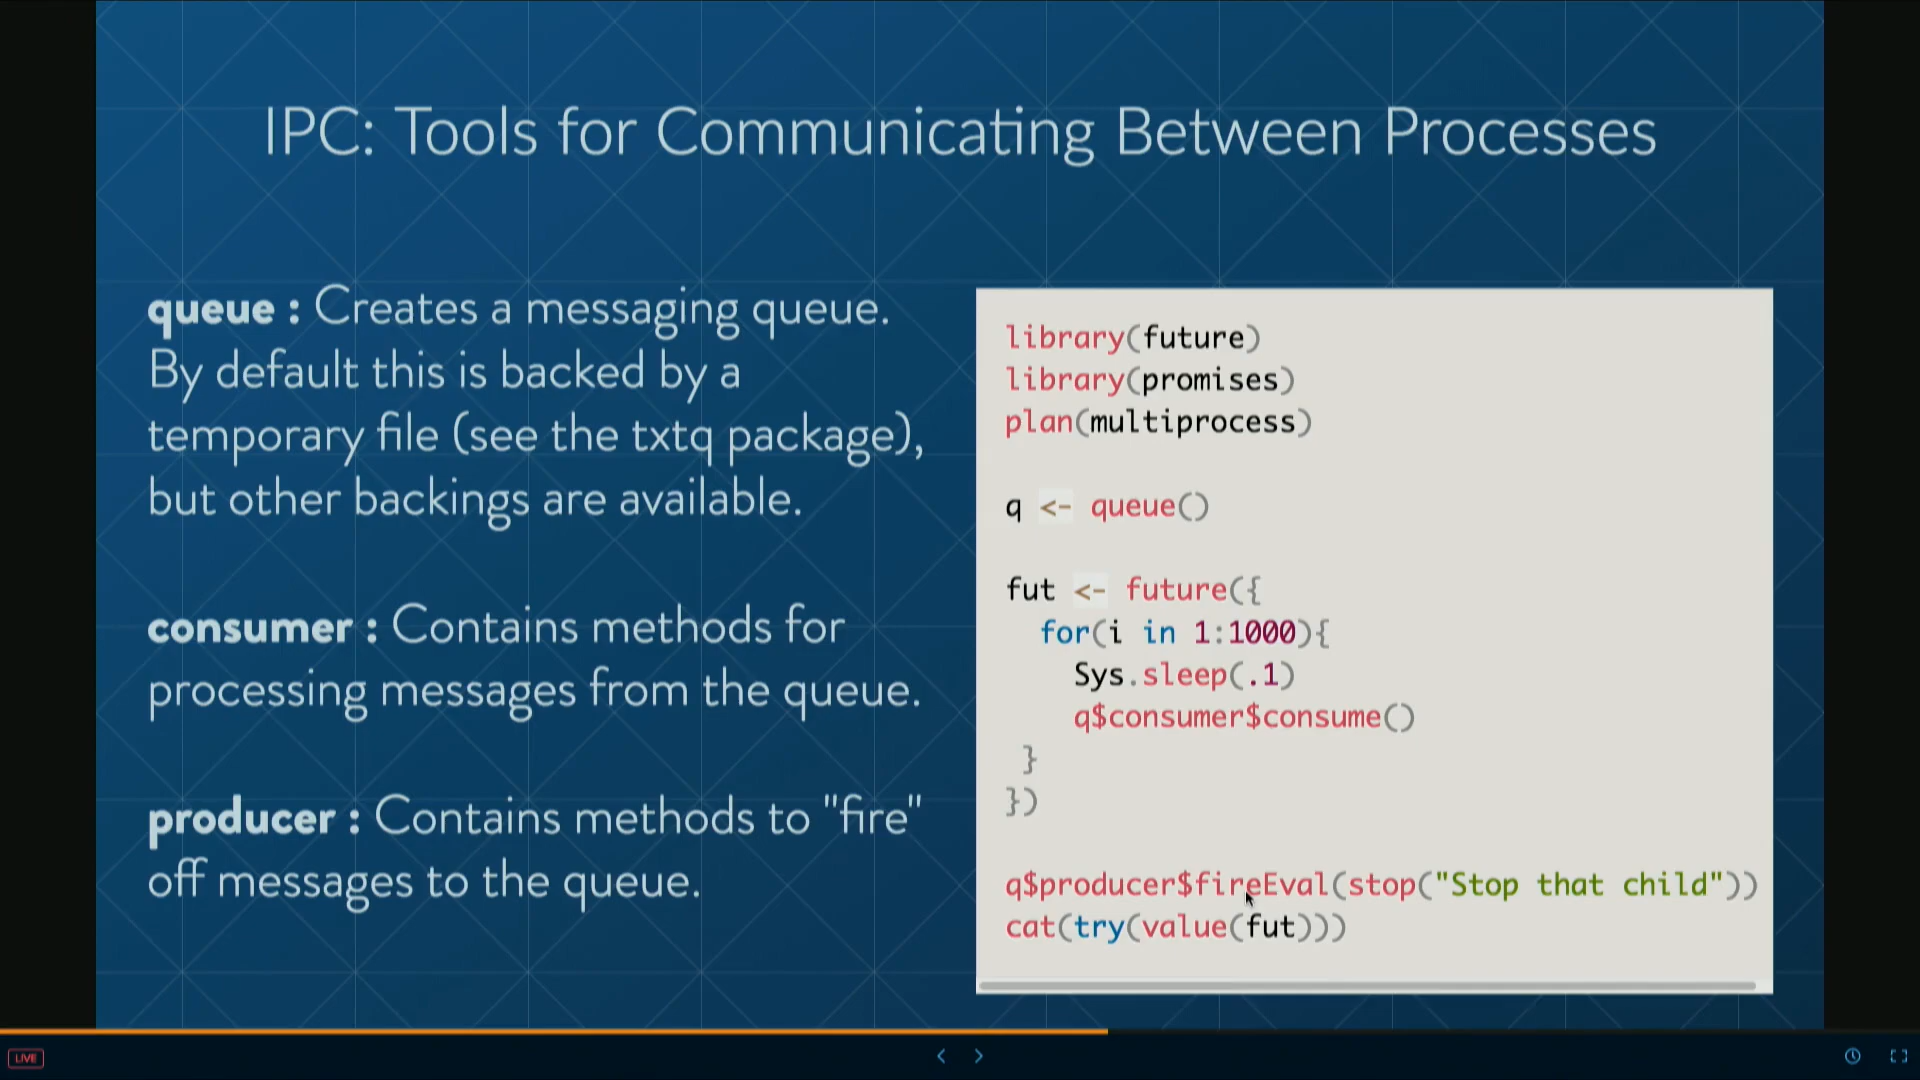 IPC: Tools for Communicating Between Processes
queue : Creates a messaging queue.
By default this is backed by a
temporary file (see the txtq package),
but other backings are available.
consumer : Contains methods for
processing messages from the queue.
producer : Contains methods to "fire"
off messages to the queue.
library(future)
library(promises)
plan(multiprocess)
q <- queue()
fut <- future({
for(i in 1:1000){
Sys.sleep(.1)
q$consumer$consume()
}
})
q$producer$fireEval(stop("Stop that child"))
cat(try(value(fut)))
LIVE